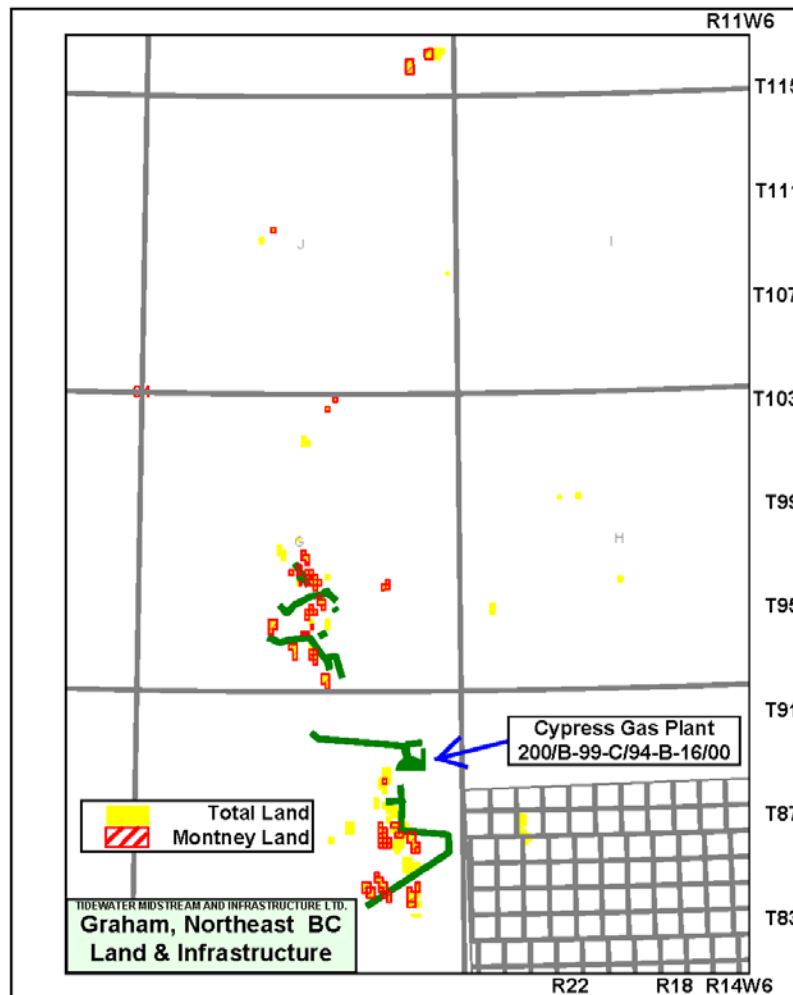 R11W6
T115
T111
J
I
T107
T103
T99
G
H
T95
T91
Cypress Gas Plant
200/B-99-C/94-B-16/00
T87
Total Land
Montney Land
TIDEWATER MIDSTREAM AND INFRASTRUCTURE LTD.
Graham, Northeast BC
Land & Infrastructure
T83
R22 R18 R14W6